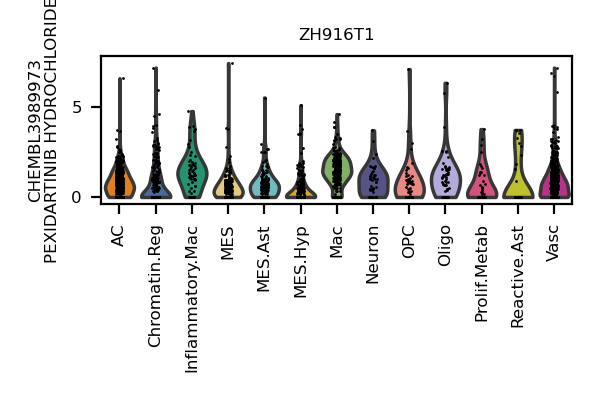 ZH916T1
CHEMBL3989973
PEXIDARTINIB HYDROCHLORIDE
5
0
AC
Chromatin.Reg
Inflammatory.Mac
MES
MES.Ast
MES.Hyp
Mac
Neuron
OPC
Oligo
Prolif.Metab
Reactive.Ast
Vasc